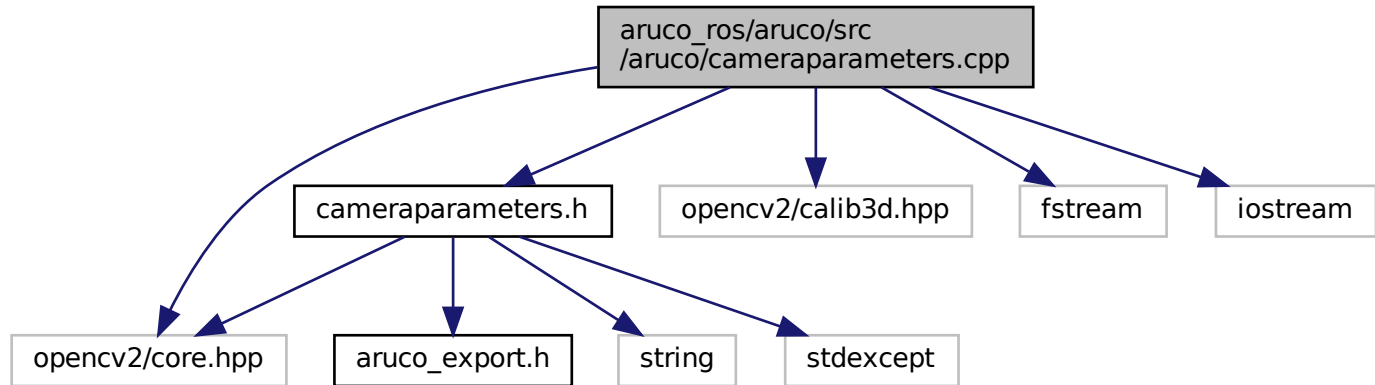 aruco_ros/aruco/src
/aruco/cameraparameters.cpp
cameraparameters.h
opencv2/calib3d.hpp
fstream
iostream
opencv2/core.hpp
aruco_export.h
string
stdexcept